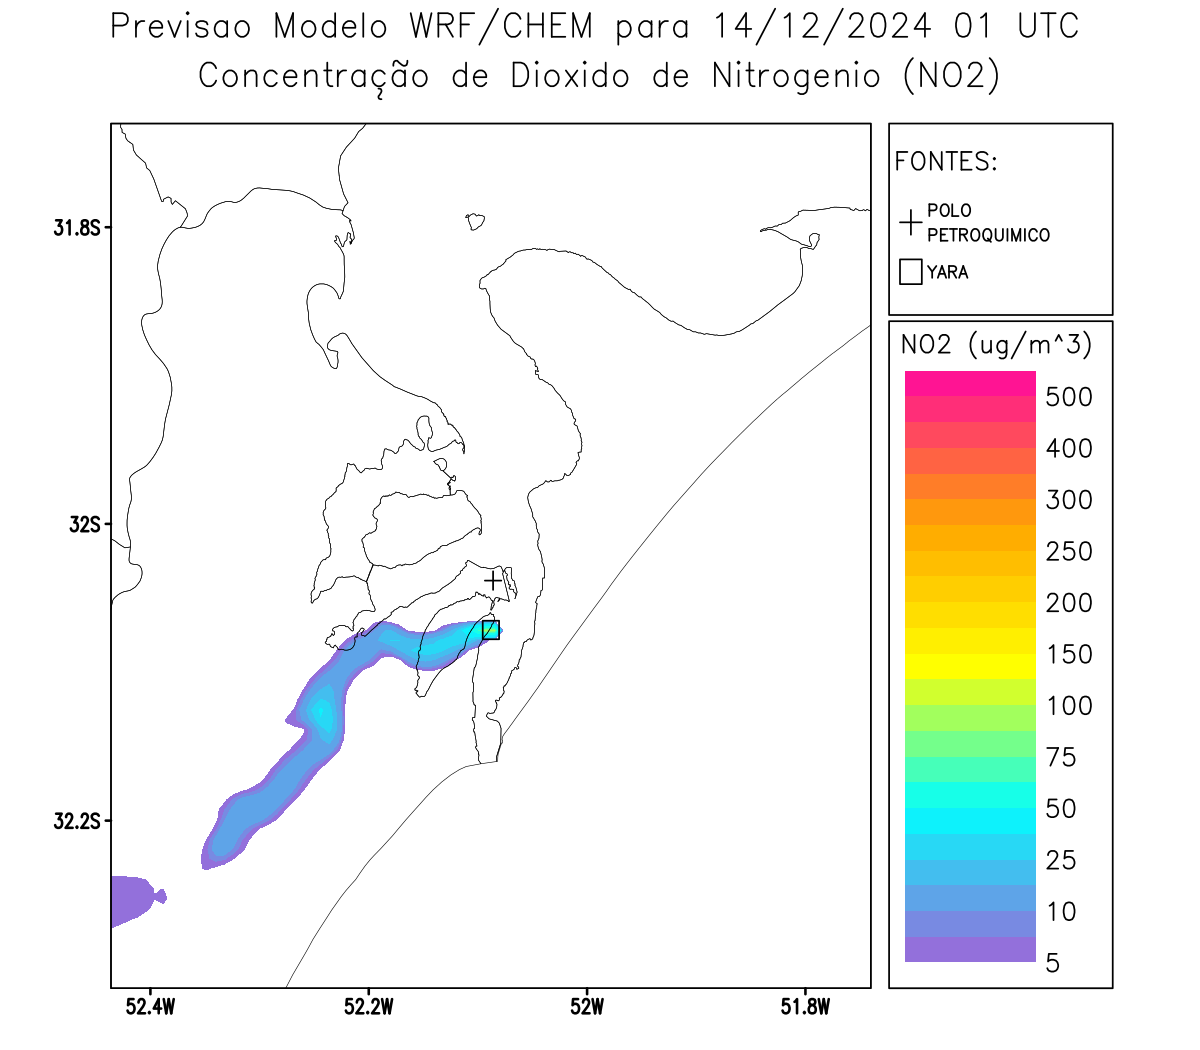 Previsao Modelo WRF/CHEM para 14/12/2024 01 UTC
Concentração de Dioxido de Nitrogenio (NO2)
FONTES:
POLO
PETROQUIMICO
YARA
NO2 (ug/m^3)
500
400
300
250
200
150
100
75
50
25
10
5
31.8S
32S
32.2S
52.4W
52.2W
52W
51.8W